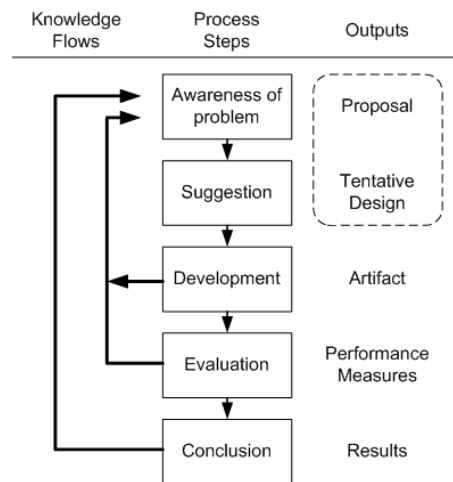 Knowledge
Flows
Process
Steps
Outputs
Awareness of
problem
Proposal
Suggestion
Tentative
Design
Development
Artifact
Evaluation
Performance
Measures
Conclusion
Results